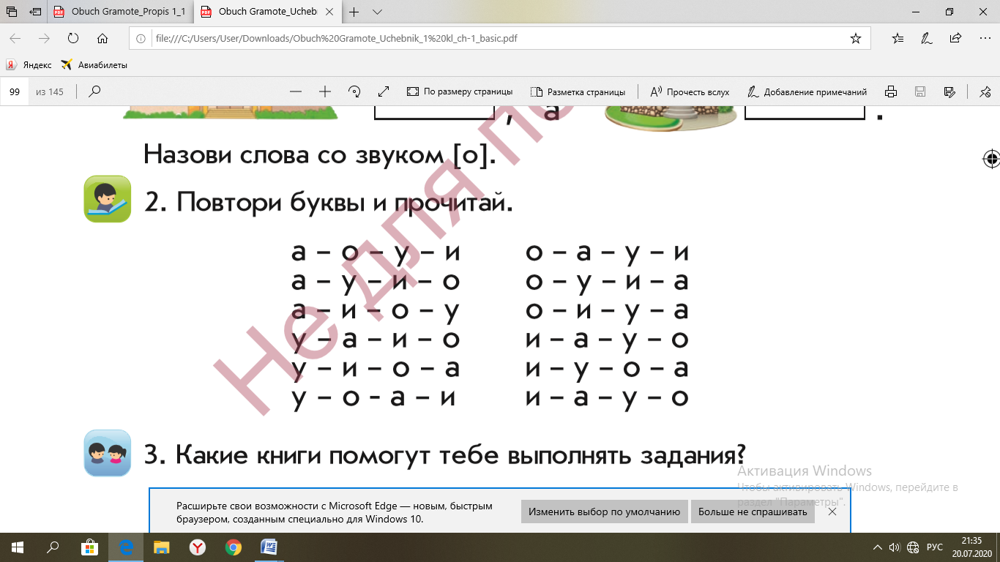 Obuch Gramote_Propis 1_1
Obuch Gramote_Uchebn
file:///C:/Users/User/Downloads/Obuch%20Gramote_Uchebnik_1%20kl_ch-1_basic.pdf
Яндекс
Авиабилеты
99 из 145
По размеру страницы
Разметка страницы
Прочесть вслух
Добавление примечаний
, а .
Назови слова со звуком [о].
2. Повтори буквы и прочитай.
а – о – у – и о – а – у – и
а – у – и – о о – у – и – а
а – и – о – у о – и – у – а
у – а – и – о и – а – у – о
у – и – о – а и – у – о – а
у – о - а – и и – а – у – о
Не для
3. Какие книги помогут тебе выполнять задания?
Активация Windows
Чтобы активировать Windows, перейдите в
раздел "Параметры".
Расширьте свои возможности с Microsoft Edge — новым, быстрым
браузером, созданным специально для Windows 10.
Изменить выбор по умолчанию
Больше не спрашивать
РУС
21:35
20.07.2020